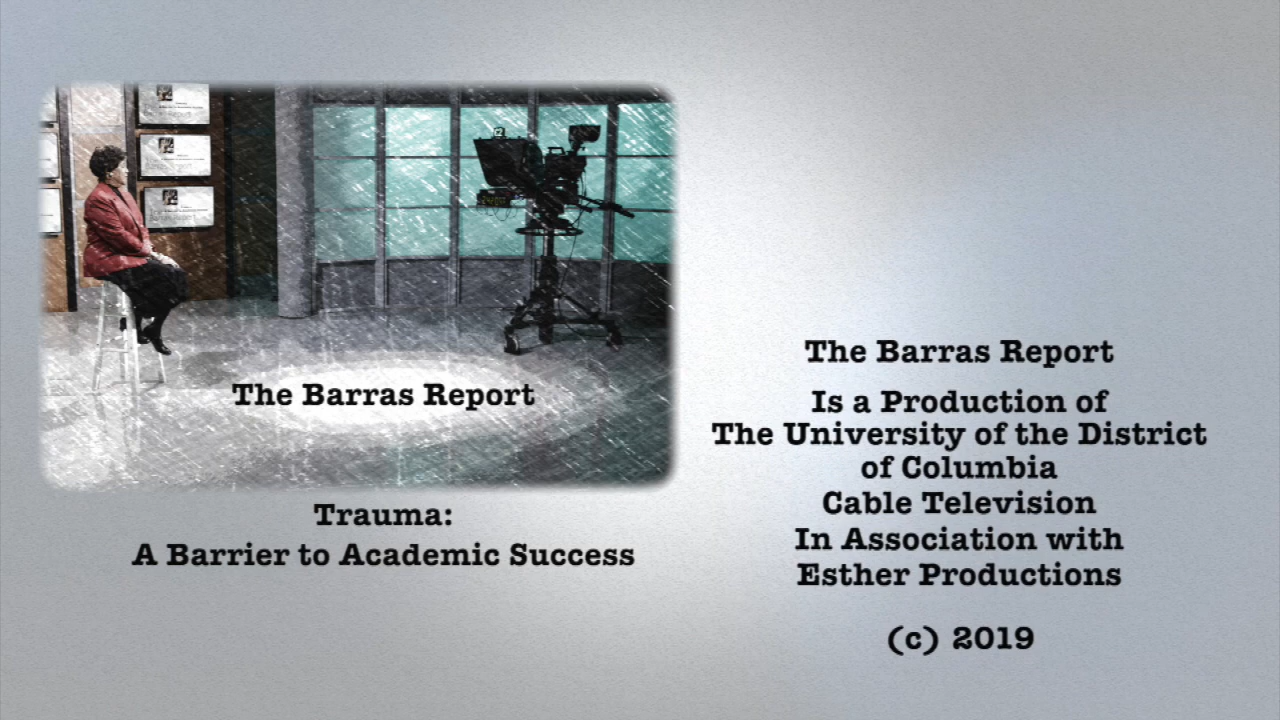 The Barras Report
Trauma:
A Barrier to Academic Success
The Barras Report
Is a Production of
The University of the District
of Columbia
Cable Television
In Association with
Esther Productions
(c) 2019